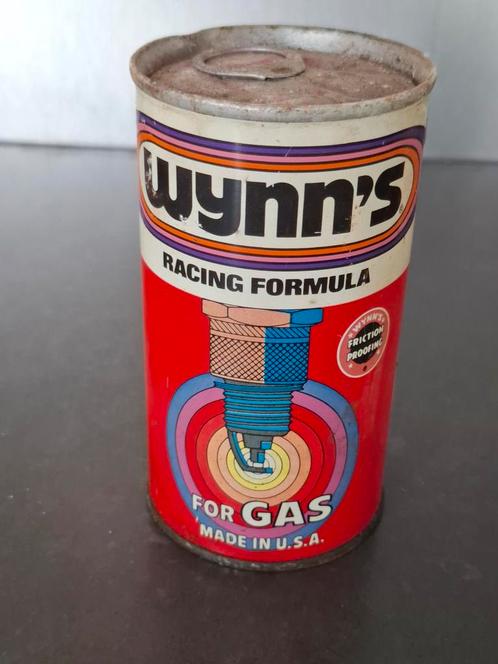 wynn's
RACING FORMULA
WYNN'S
FRICTION
PROOFING
FOR GAS
MADE IN U.S.A.